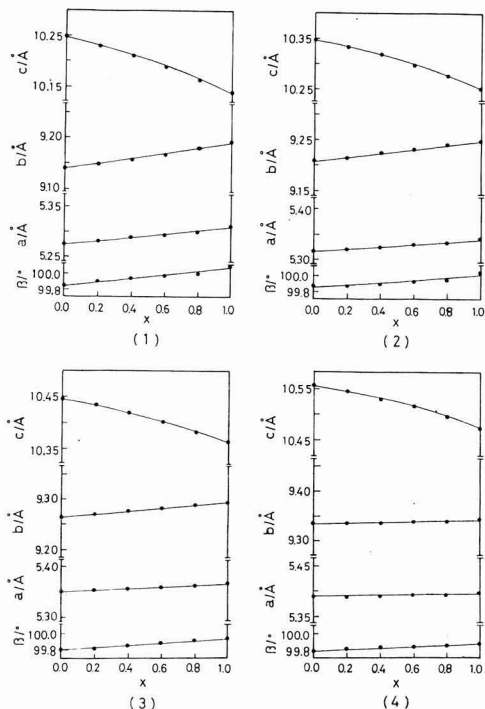 10.25
10.15
c/Å
9.20
9.10
b/Å
5.35
5.25
a/Å
100.0
99.8
β/°
0.0 0.2 0.4 0.6 0.8 1.0
x
(1)
10.35
10.25
c/Å
9.25
9.15
b/Å
5.40
5.30
a/Å
100.0
99.8
β/°
0.0 0.2 0.4 0.6 0.8 1.0
x
(2)
10.45
10.35
c/Å
9.30
9.20
b/Å
5.40
5.30
a/Å
100.0
99.8
β/°
0.0 0.2 0.4 0.6 0.8 1.0
x
(3)
10.55
10.45
c/Å
9.40
9.30
b/Å
5.45
5.35
a/Å
100.0
99.8
β/°
0.0 0.2 0.4 0.6 0.8 1.0
x
(4)